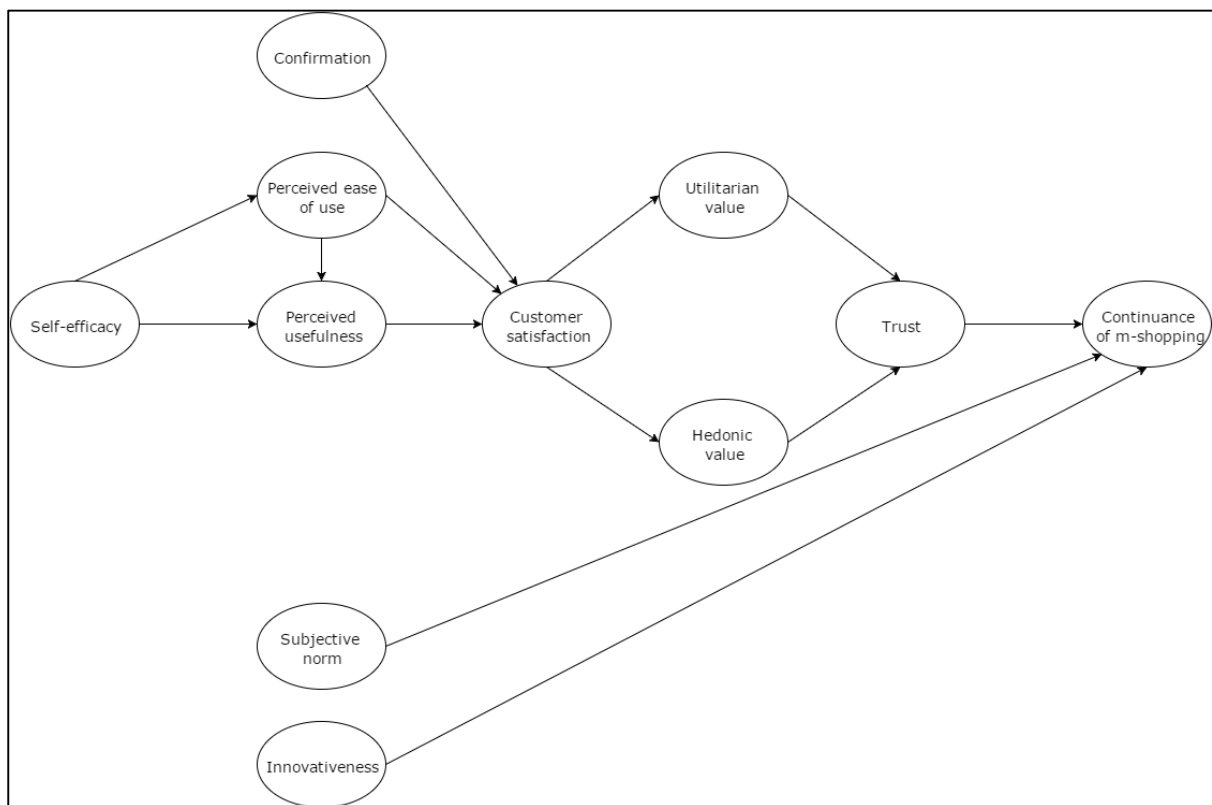 Confirmation
Perceived ease
of use
Utilitarian
value
Self-efficacy
Perceived
usefulness
Customer
satisfaction
Trust
Continuance
of m-shopping
Hedonic
value
Subjective
norm
Innovativeness